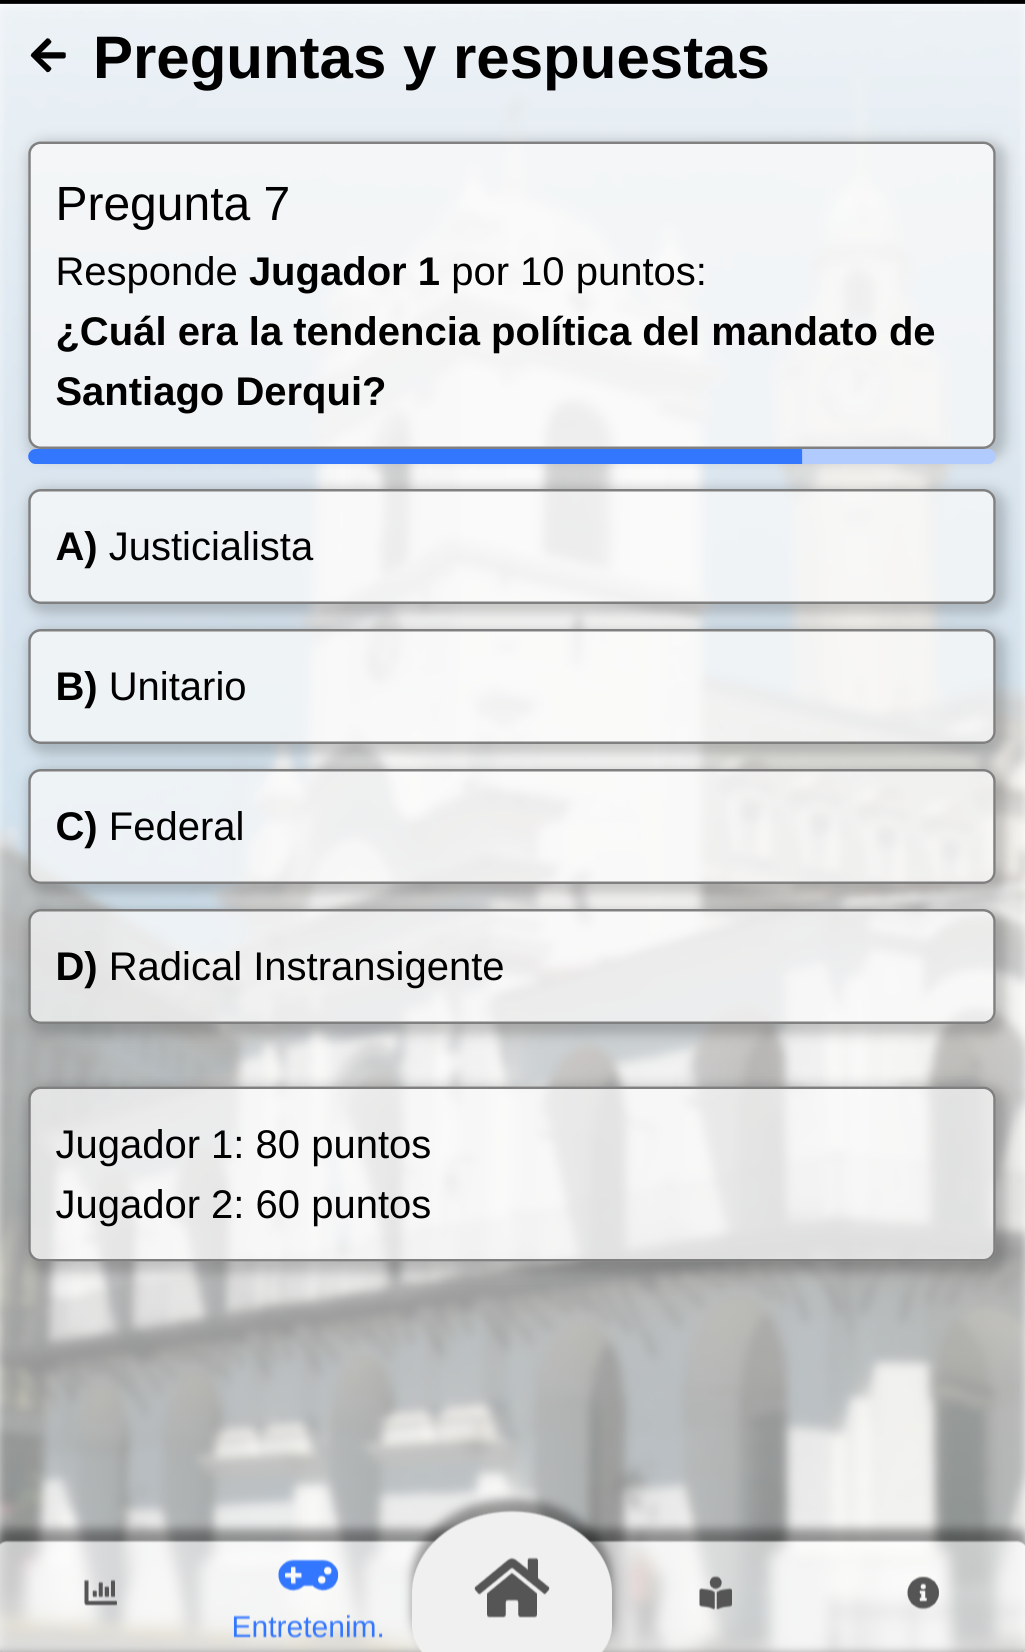 Preguntas y respuestas
Pregunta 7
Responde Jugador 1 por 10 puntos:
¿Cuál era la tendencia política del mandato de
Santiago Derqui?
A) Justicialista
B) Unitario
C) Federal
D) Radical Instransigente
Jugador 1: 80 puntos
Jugador 2: 60 puntos
Entretenim.